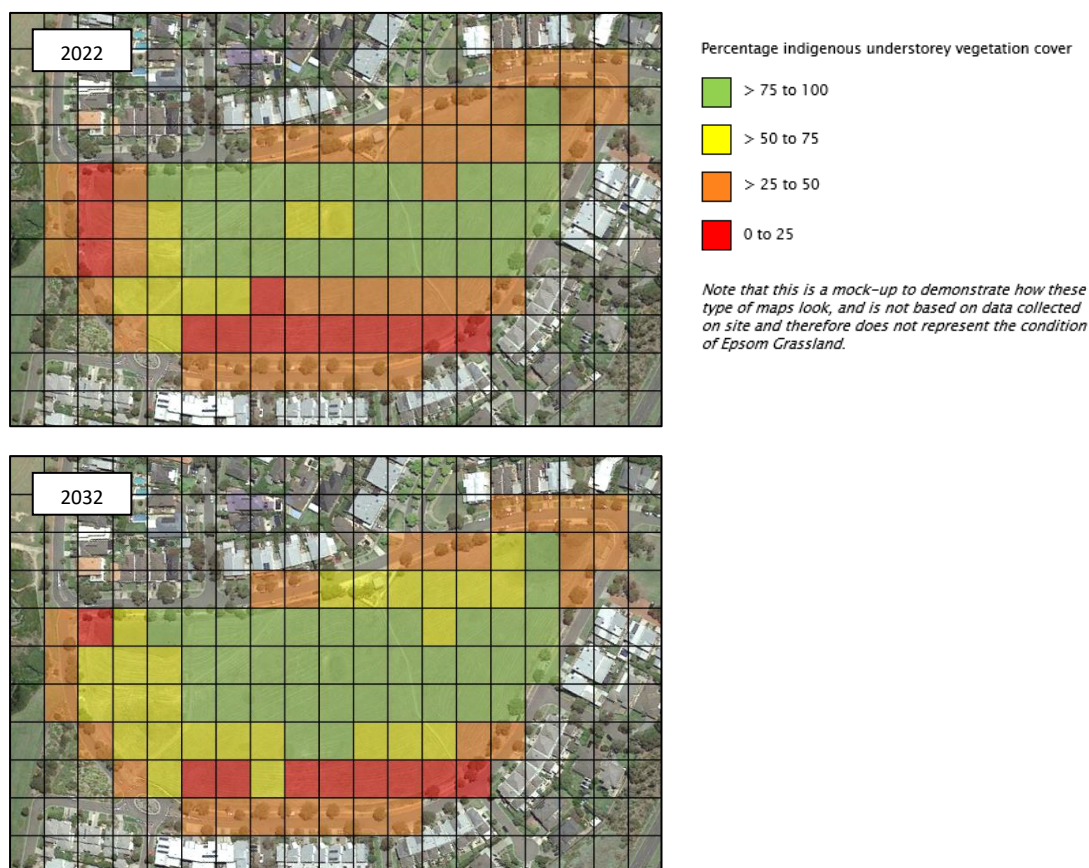 2022
Percentage indigenous understorey vegetation cover
> 75 to 100
> 50 to 75
> 25 to 50
0 to 25
Note that this is a mock-up to demonstrate how these
type of maps look, and is not based on data collected
on site and therefore does not represent the condition
of Epsom Grassland.
2032